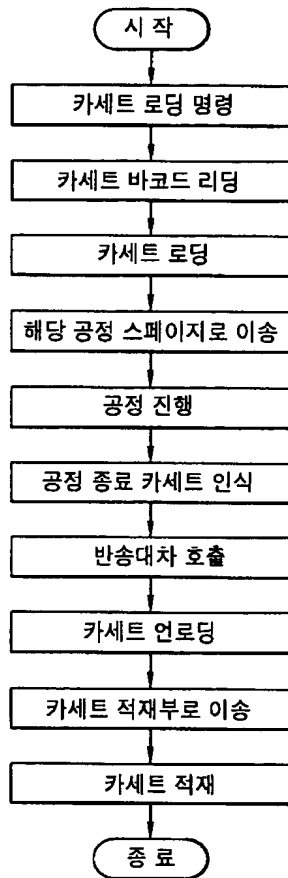 시 작
카세트 로딩 명령
카세트 바코드 리딩
카세트 로딩
해당 공정 스페이지로 이송
공정 진행
공정 종료 카세트 인식
반송대차 호출
카세트 언로딩
카세트 적재부로 이송
카세트 적재
종 료